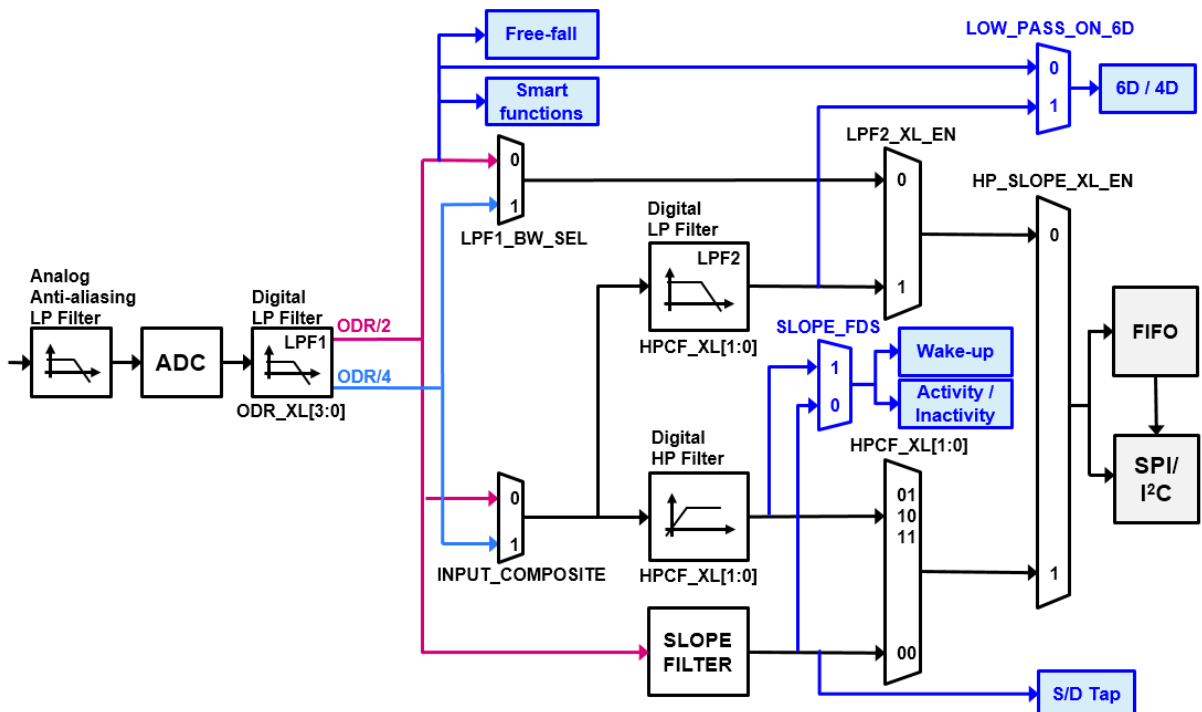 Free-fall
LOW_PASS_ON_6D
0
1
6D / 4D
Smart
functions
LPF2_XL_EN
0
1
LPF1_BW_SEL
0
1
HP_SLOPE_XL_EN
0
1
Digital
LP Filter
LPF2
HPCF_XL[1:0]
Analog
Anti-aliasing
LP Filter
ADC
Digital
LP Filter
LPF1
ODR_XL[3:0]
ODR/2
ODR/4
SLOPE_FDS
1
0
Wake-up
Activity /
Inactivity
FIFO
SPI/
I²C
0
1
INPUT_COMPOSITE
Digital
HP Filter
HPCF_XL[1:0]
HPCF_XL[1:0]
01
10
11
00
SLOPE
FILTER
S/D Tap